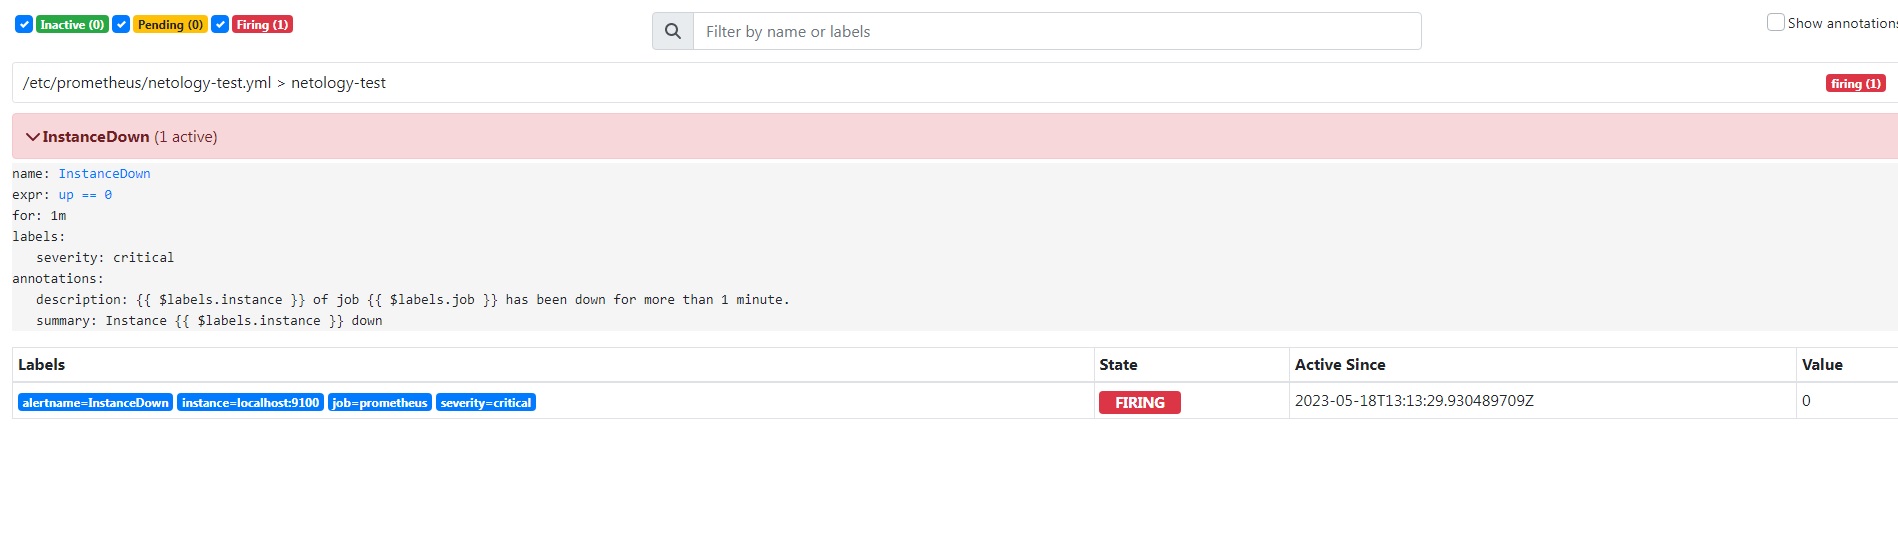 Inactive (0) Pending (0) Firing (1) Filter by name or labels Show annotations
/etc/prometheus/netology-test.yml > netology-test firing (1)
InstanceDown (1 active)
name: InstanceDown
expr: up == 0
for: 1m
labels:
severity: critical
annotations:
description: {{ $labels.instance }} of job {{ $labels.job }} has been down for more than 1 minute.
summary: Instance {{ $labels.instance }} down
Labels State Active Since Value
alertname=InstanceDown instance=localhost:9100 job=prometheus severity=critical FIRING 2023-05-18T13:13:29.930489709Z 0